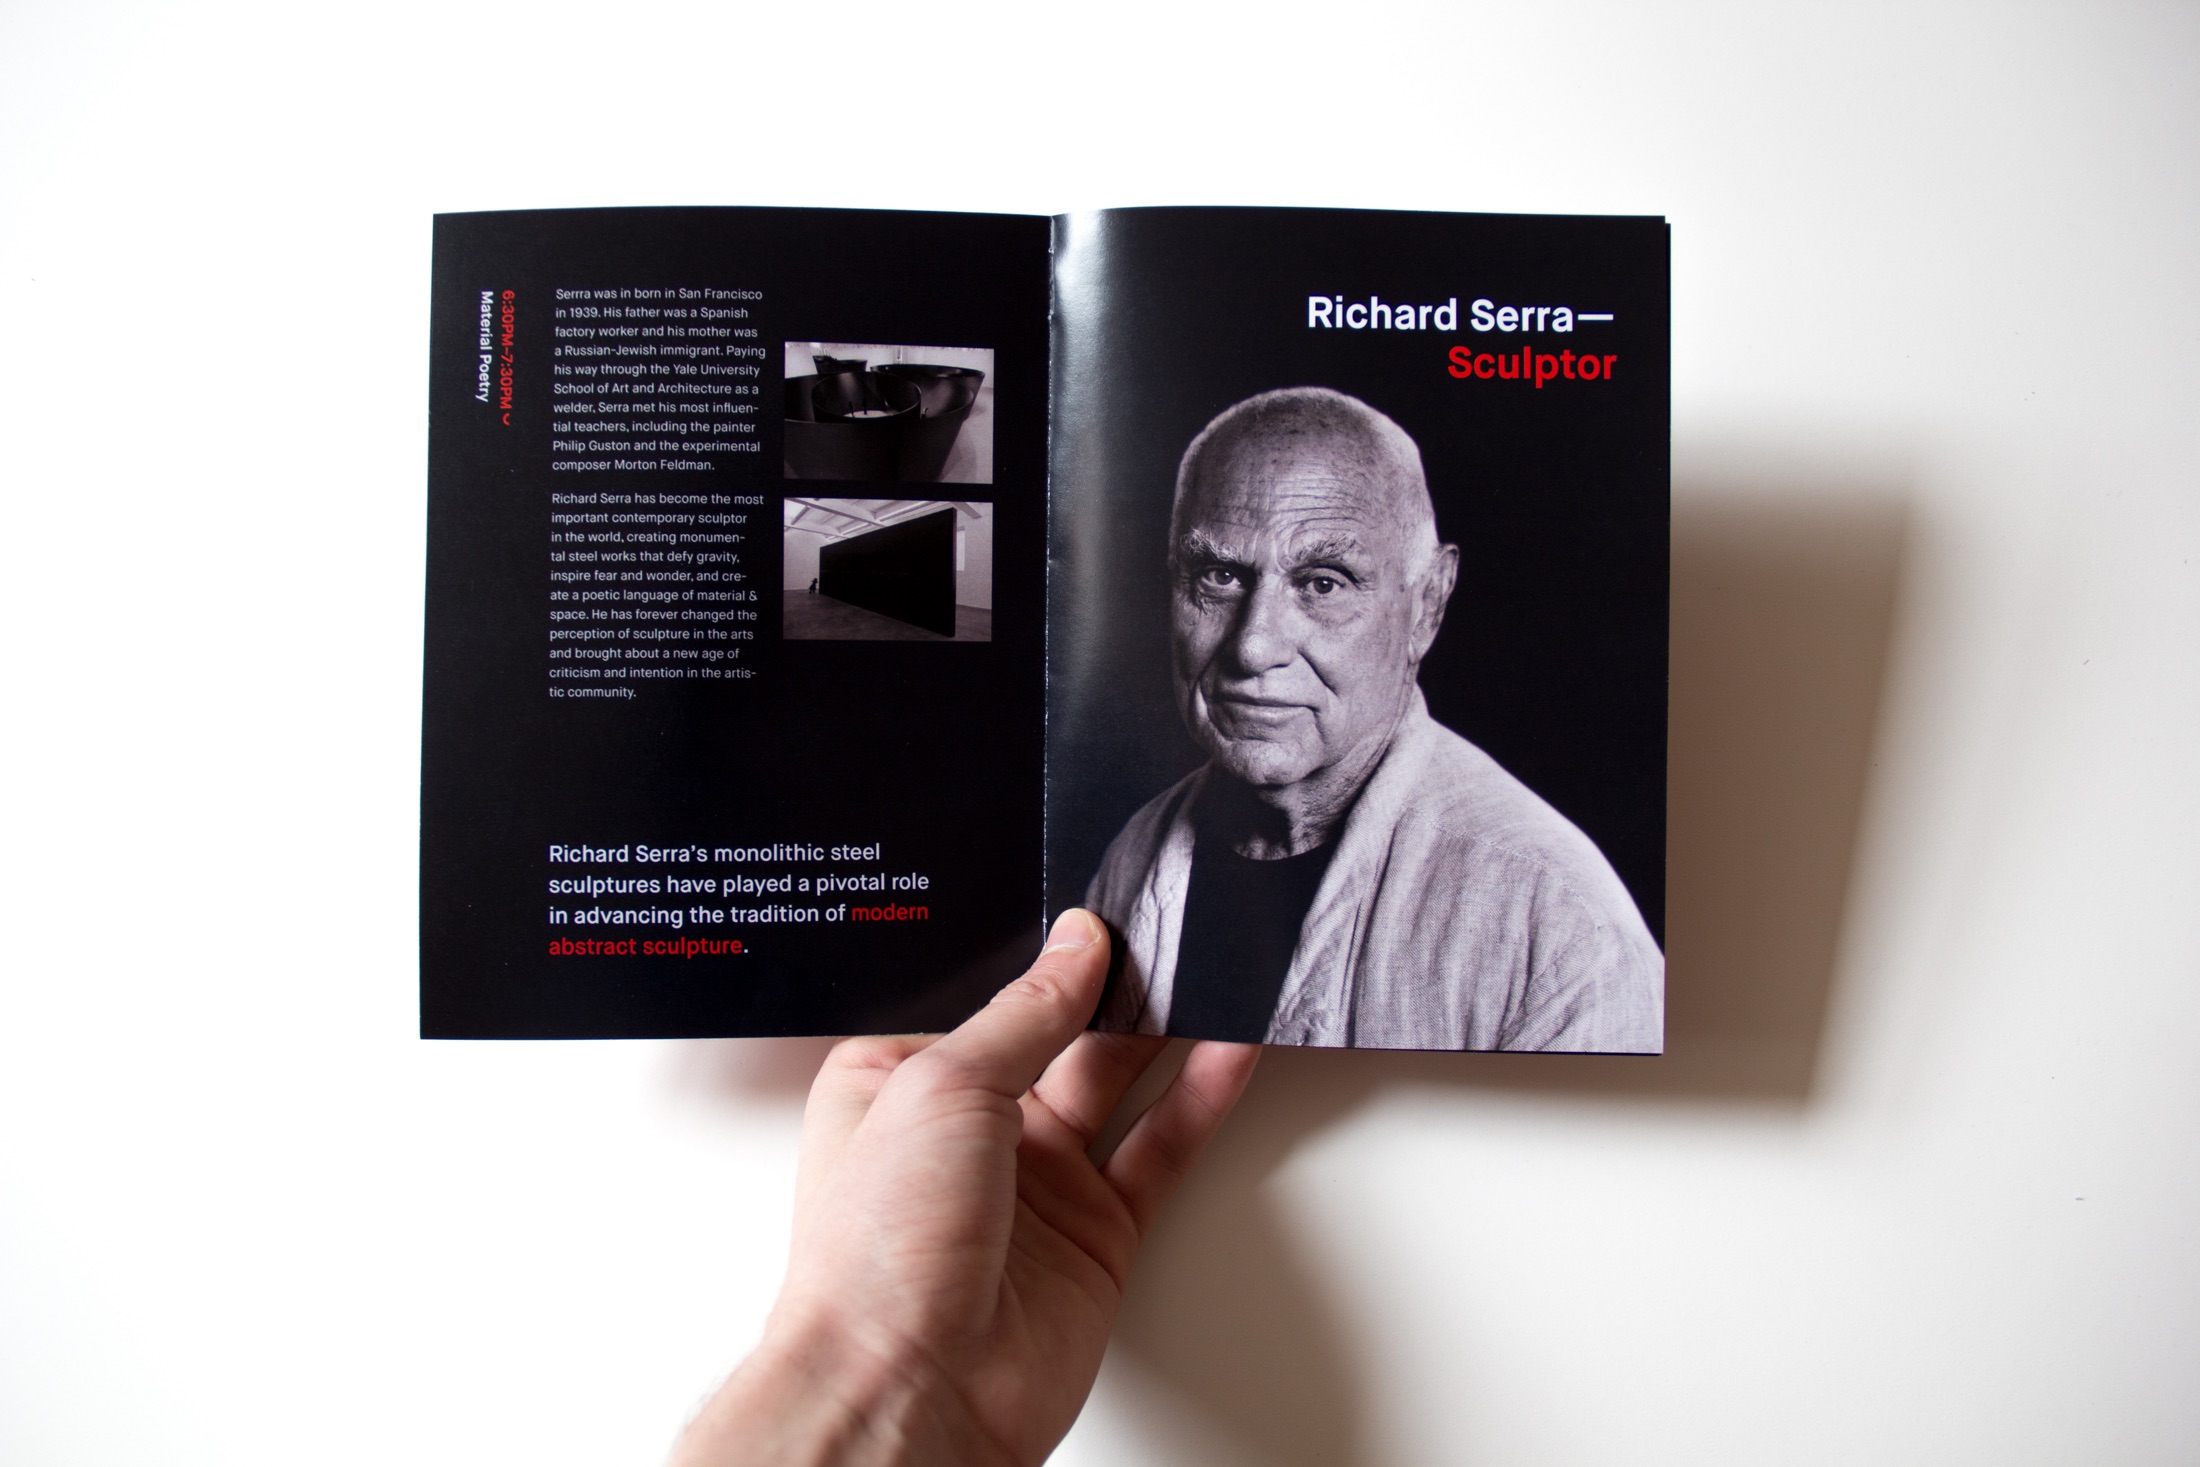 6:30PM–7:30PM
Material Poetry
Serrra was in born in San Francisco
in 1939. His father was a Spanish
factory worker and his mother was
a Russian-Jewish immigrant. Paying
his way through the Yale University
School of Art and Architecture as a
welder, Serra met his most influen-
tial teachers, including the painter
Philip Guston and the experimental
composer Morton Feldman.
Richard Serra has become the most
important contemporary sculptor
in the world, creating monumen-
tal steel works that defy gravity,
inspire fear and wonder, and cre-
ate a poetic language of material &
space. He has forever changed the
perception of sculpture in the arts
and brought about a new age of
criticism and intention in the artis-
tic community.
Richard Serra's monolithic steel
sculptures have played a pivotal role
in advancing the tradition of modern
abstract sculpture.
Richard Serra—
Sculptor